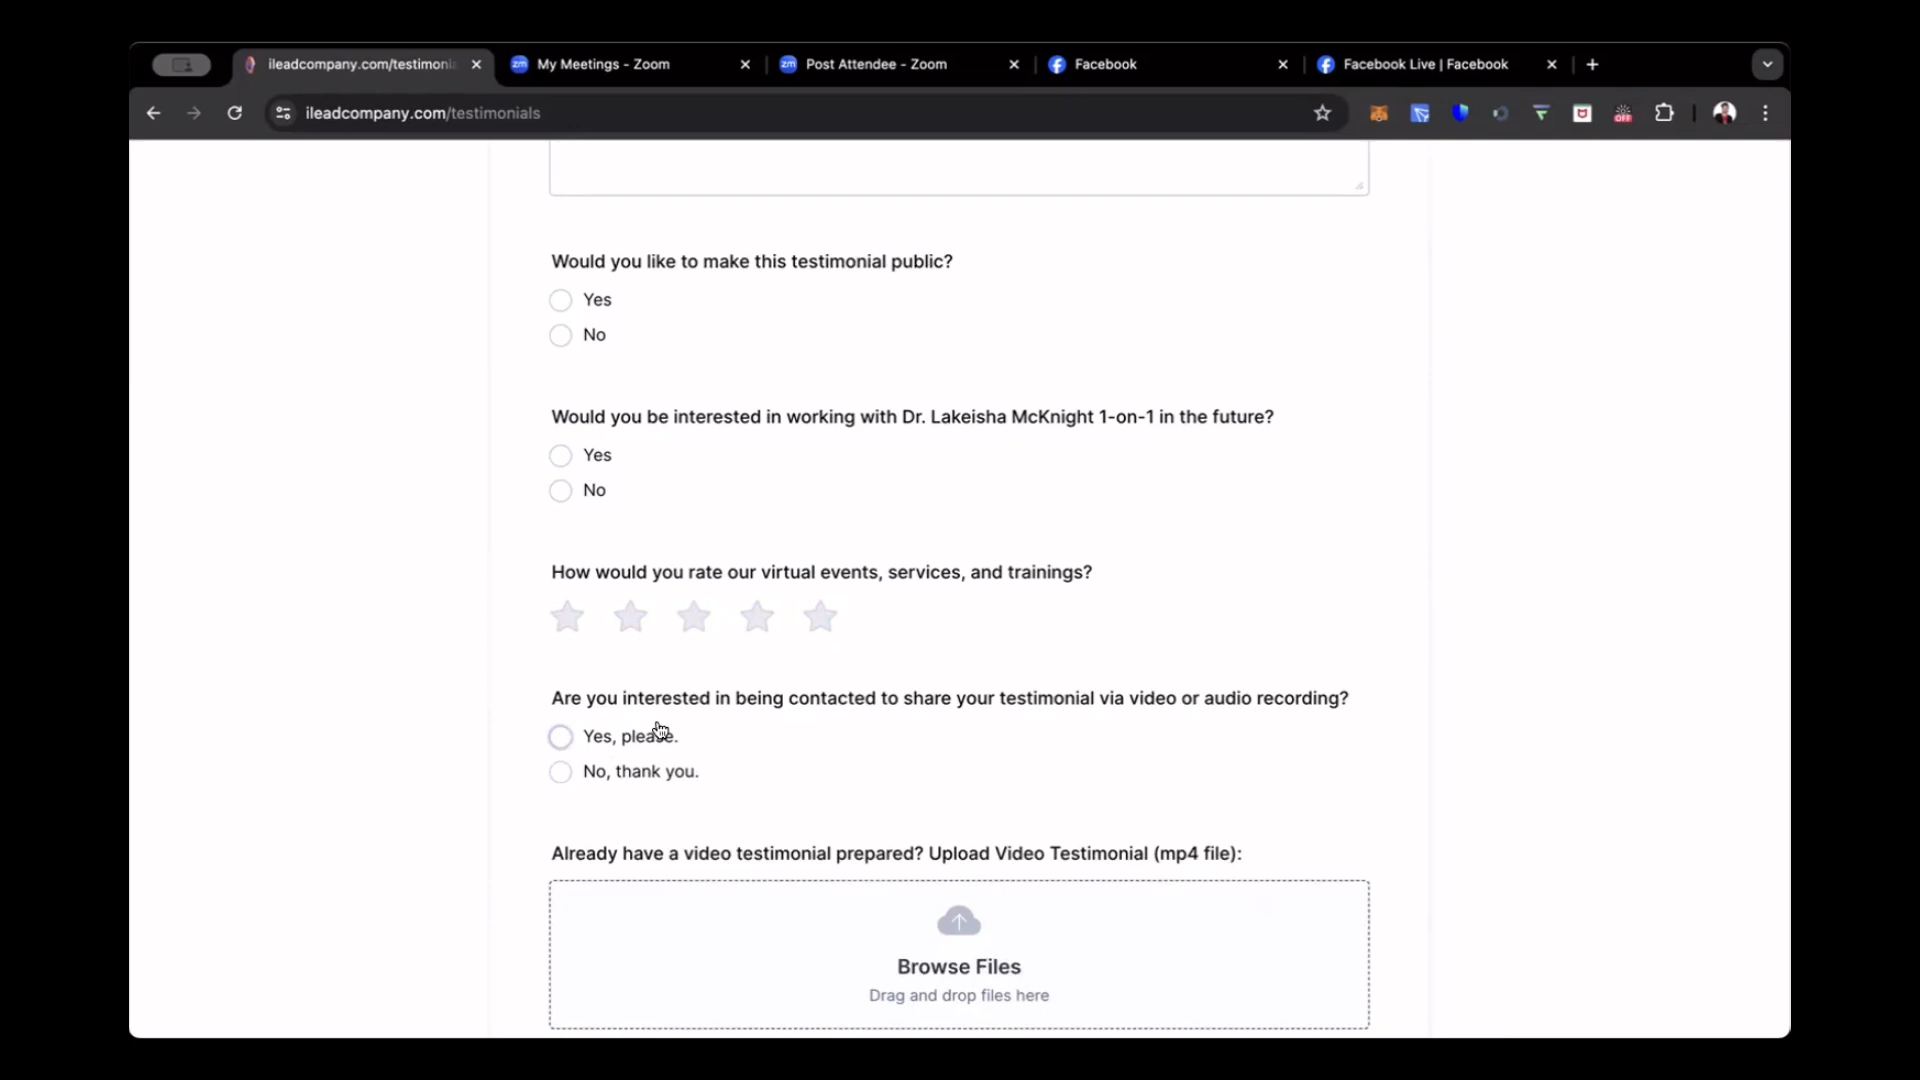 ileadcompany.com/testimoni
My Meetings - Zoom
Post Attendee - Zoom
Facebook
Facebook Live | Facebook
ileadcompany.com/testimonials
OFF
Would you like to make this testimonial public?
Yes
No
Would you be interested in working with Dr. Lakeisha McKnight 1-on-1 in the future?
Yes
No
How would you rate our virtual events, services, and trainings?
Are you interested in being contacted to share your testimonial via video or audio recording?
Yes, please.
No, thank you.
Already have a video testimonial prepared? Upload Video Testimonial (mp4 file):
Browse Files
Drag and drop files here